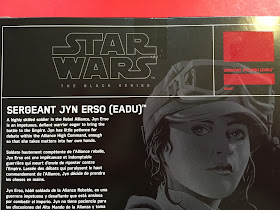 STAR
WARS
THE BLACK SERIES
SERGEANT JYN ERSO (EADU)™
A highly skilled soldier in the Rebel Alliance, Jyn Erso
is an impetuous, defiant warrior eager to bring the
battle to the Empire. Jyn has little patience for
debate within the Alliance High Command, enough
so that she takes matters into her own hands.
Soldate hautement compétente de l'Alliance rebelle,
Jyn Erso est une impétueuse et indomptable
guerrière qui meurt d'envie de riposter contre
l'Empire. Lassée des débats qui paralysent le haut
commandement de l'Alliance, Jyn décide de prendre
les choses en mains.
Jyn Erso, hábil soldado de la Alianza Rebelde, es una
guerrera impetuosa y desafiante que está ansiosa
por combatir al Imperio. Jyn no tiene paciencia para
las discusiones del Alto Mando de la Alianza y toma